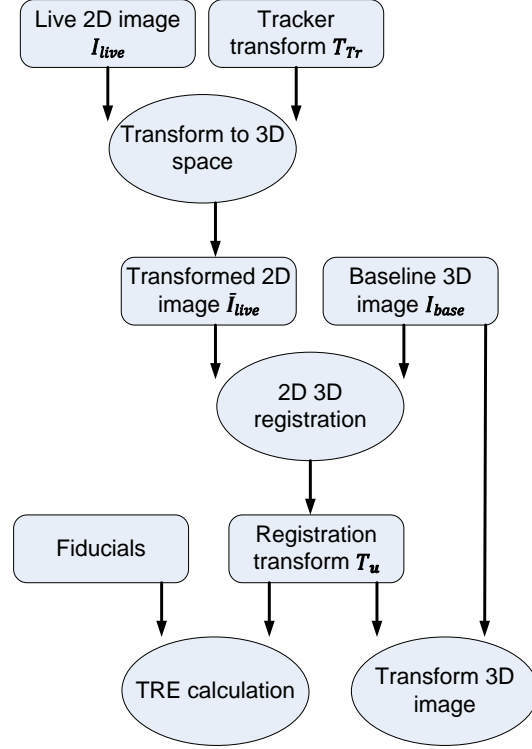 Live 2D image
I_live
Tracker
transform T_Tr
Transform to 3D
space
Transformed 2D
image Ī_live
Baseline 3D
image I_base
2D 3D
registration
Fiducials
Registration
transform T_u
TRE calculation
Transform 3D
image